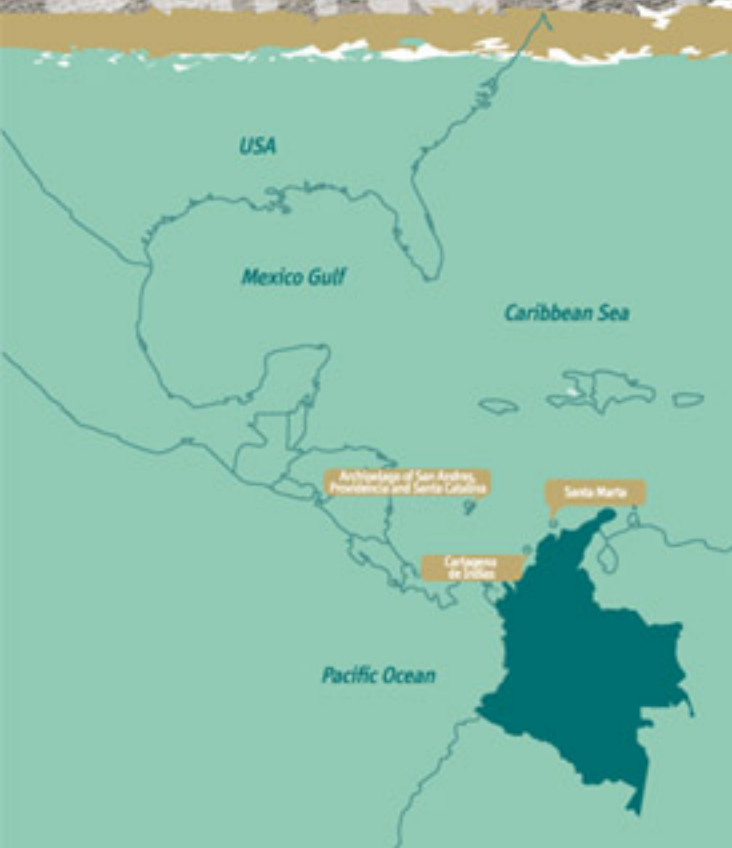 USA
Mexico Gulf
Caribbean Sea
Archipelago of San Andres,
Providencia and Santa Catalina
Santa Marta
Cartagena
de Indias
Pacific Ocean